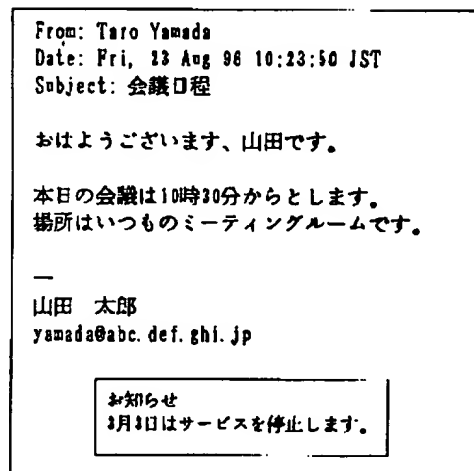 From: Taro Yamada
Date: Fri, 23 Aug 96 10:23:50 JST
Subject: 会議日程
おはようございます、山田です。
本日の会議は10時30分からとします。
場所はいつものミーティングルームです。
—
山田 太郎
yamada@abc.def.ghi.jp
お知らせ
3月3日はサービスを停止します。